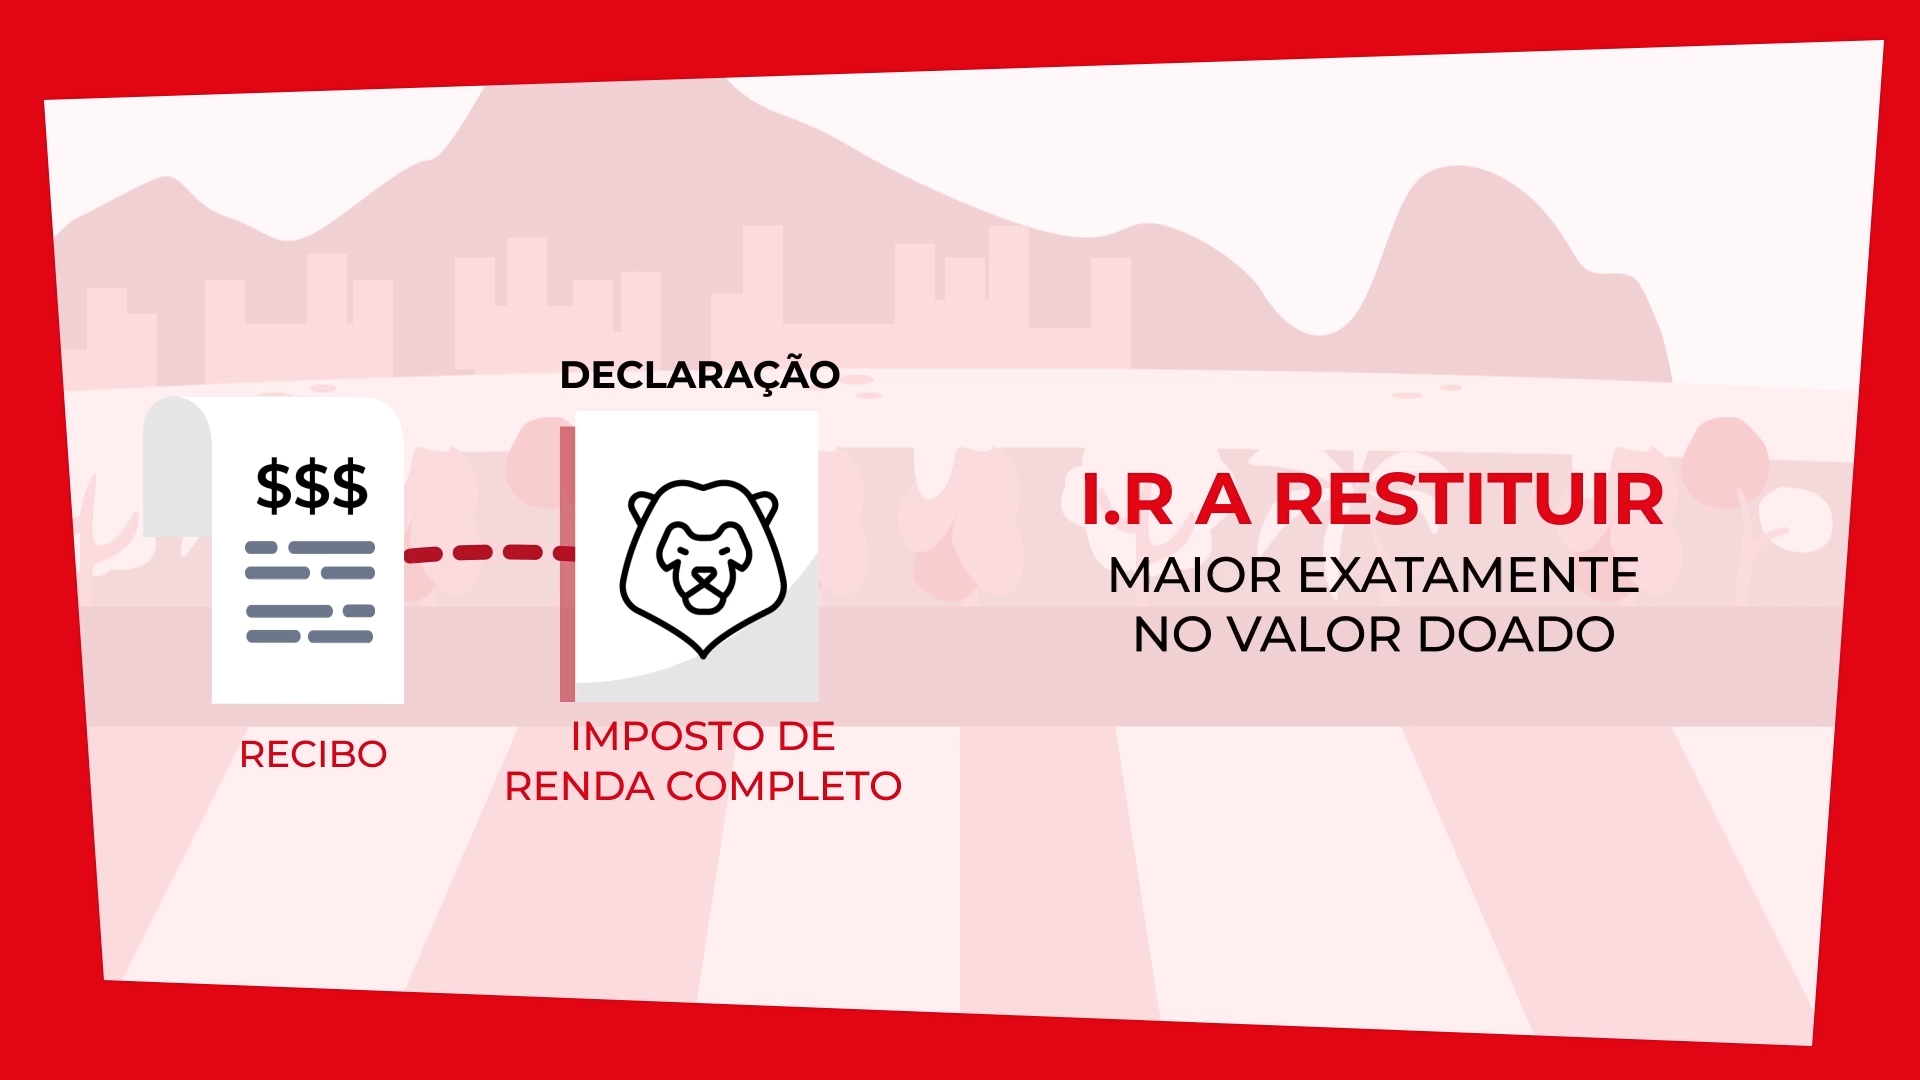 DECLARAÇÃO
$$$
RECIBO
IMPOSTO DE
RENDA COMPLETO
I.R A RESTITUIR
MAIOR EXATAMENTE
NO VALOR DOADO